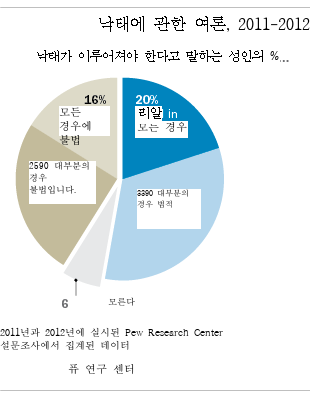 낙태에 관한 여론, 2011-2012
낙태가 이루어져야 한다고 말하는 성인의 %...
16%
모든
경우에
불법
20%
리얼 in
모는 경우
2590 대부분의
경우
불법입니다.
3390 대부분의
경우 법적
6
모른다
2011년과 2012년에 실시된 Pew Research Center
설문조사에서 집계된 데이터
퓨 연구 센터